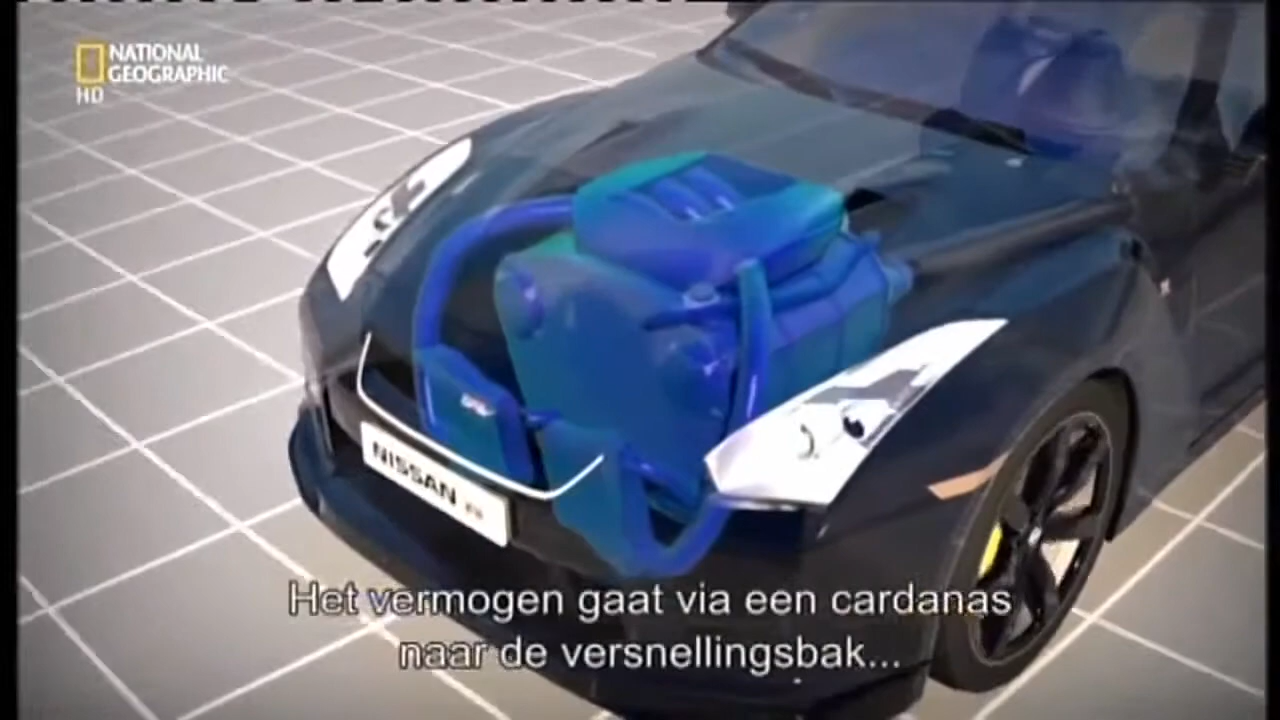 NATIONAL
GEOGRAPHIC
HD
NISSAN
Het vermogen gaat via een cardanas
naar de versnellingsbak...